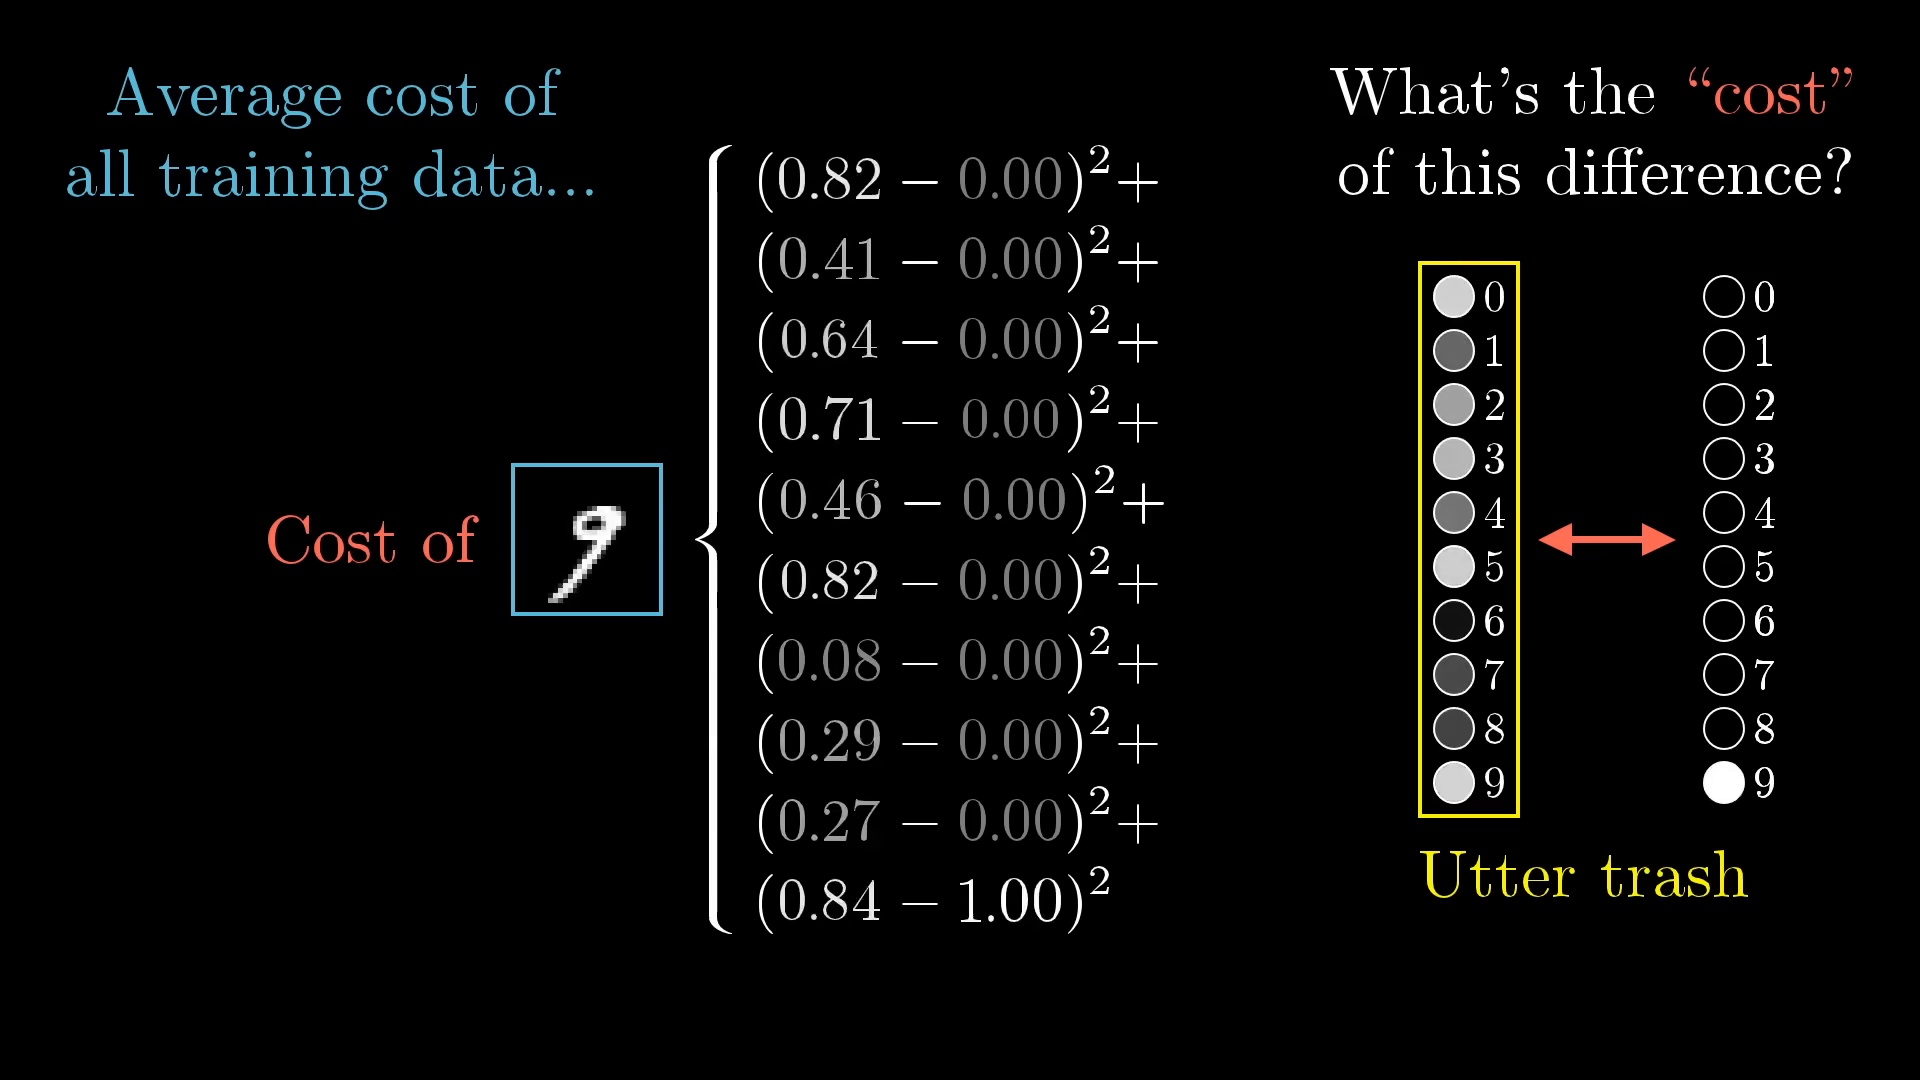 Average cost of
all training data...
Cost of
9
(0.82 − 0.00)²+
(0.41 − 0.00)²+
(0.64 − 0.00)²+
(0.71 − 0.00)²+
(0.46 − 0.00)²+
(0.82 − 0.00)²+
(0.08 − 0.00)²+
(0.29 − 0.00)²+
(0.27 − 0.00)²+
(0.84 − 1.00)²
What's the “cost”
of this difference?
0 0
1 1
2 2
3 3
4 4
5 5
6 6
7 7
8 8
9 9
Utter trash